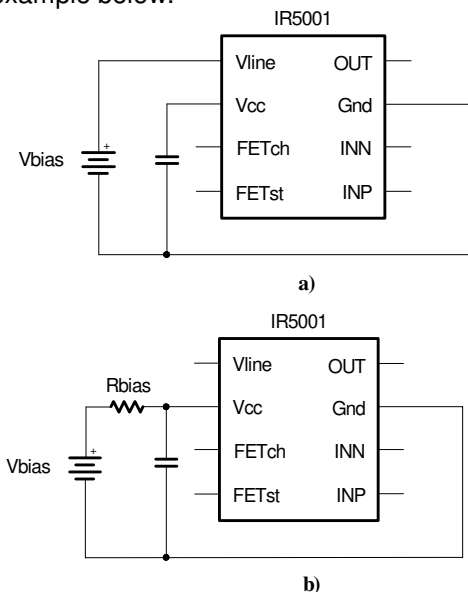 example below.
IR5001
Vline OUT
Vcc Gnd
FETch INN
FETst INP
Vbias
+
a)
IR5001
Vline OUT
Rbias
Vcc Gnd
FETch INN
FETst INP
Vbias
+
b)